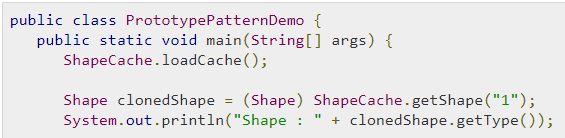 public class PrototypePatternDemo {
   public static void main(String[] args) {
      ShapeCache.loadCache();

      Shape clonedShape = (Shape) ShapeCache.getShape("1");
      System.out.println("Shape : " + clonedShape.getType());